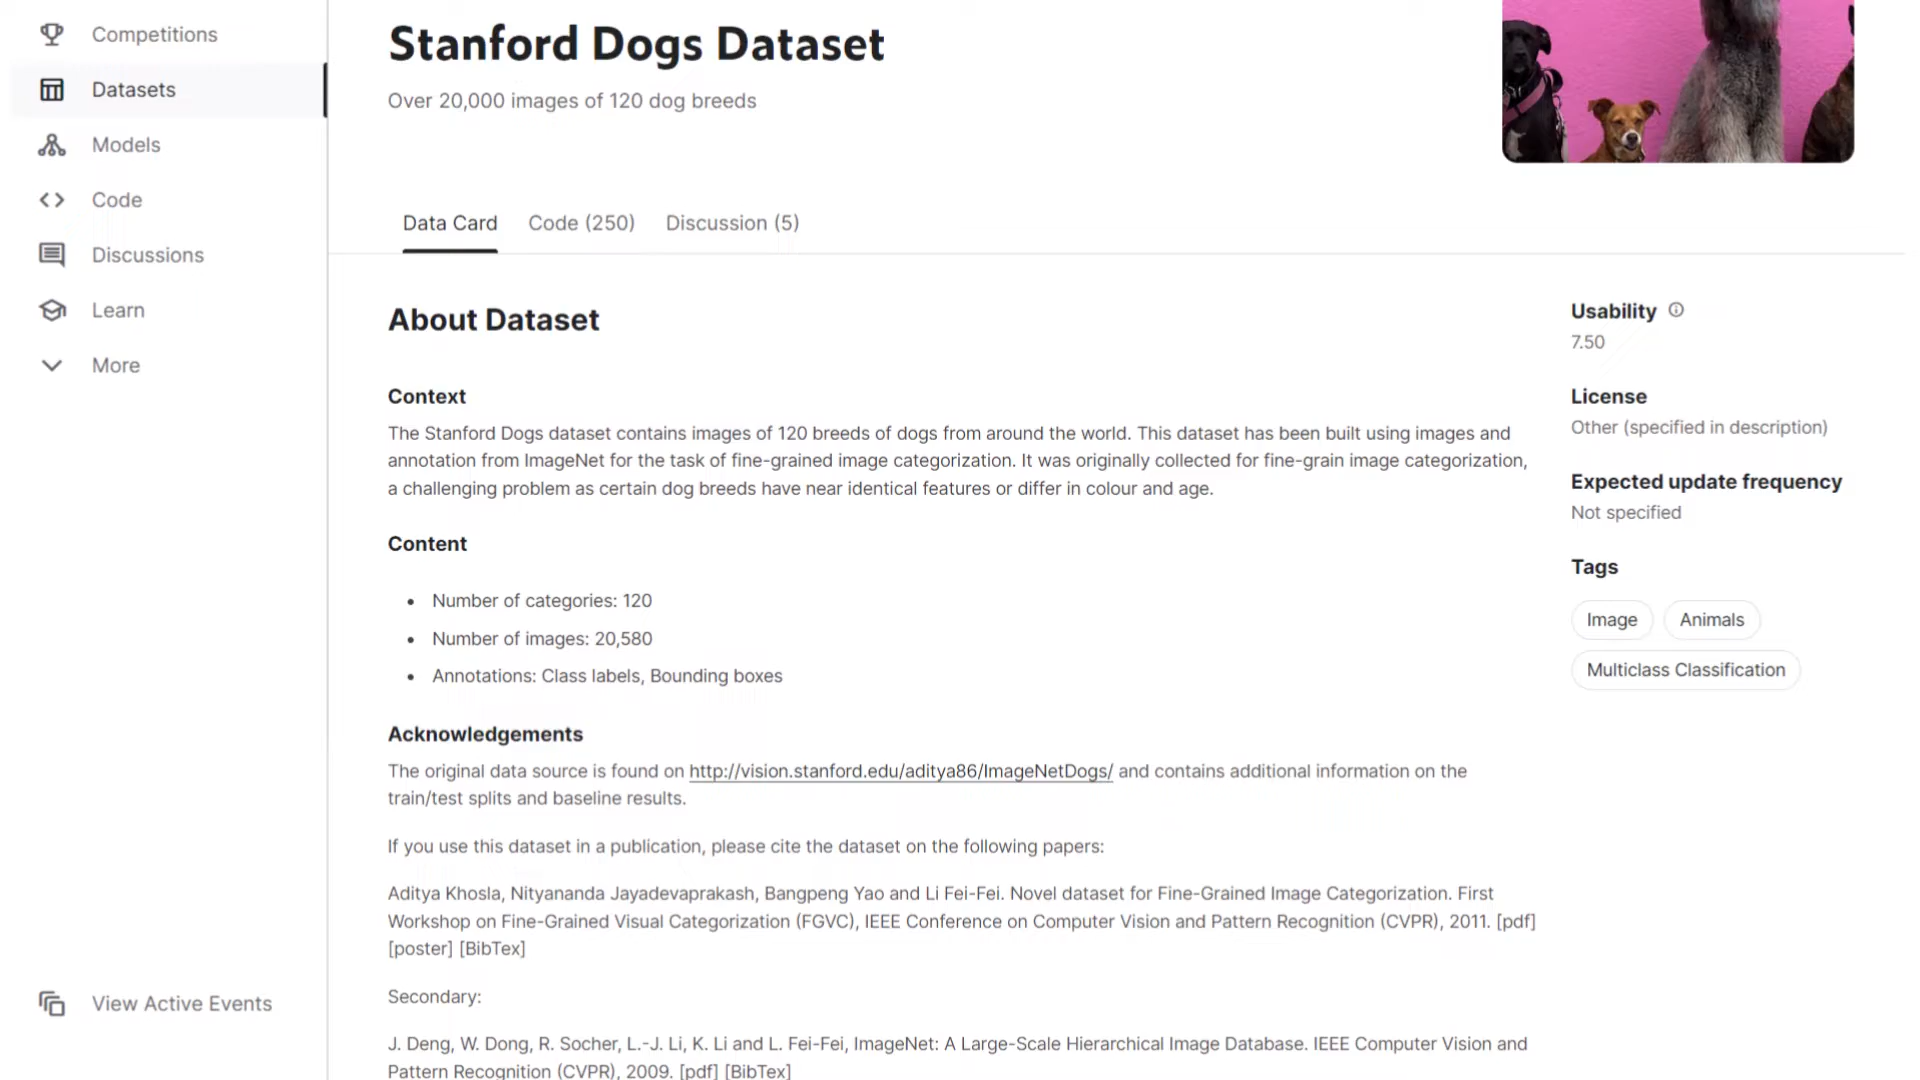 Competitions
Datasets
Models
Code
Discussions
Learn
More
View Active Events
Stanford Dogs Dataset
Over 20,000 images of 120 dog breeds
Data Card
Code (250)
Discussion (5)
About Dataset
Context
The Stanford Dogs dataset contains images of 120 breeds of dogs from around the world. This dataset has been built using images and
annotation from ImageNet for the task of fine-grained image categorization. It was originally collected for fine-grain image categorization,
a challenging problem as certain dog breeds have near identical features or differ in colour and age.
Content
• Number of categories: 120
• Number of images: 20,580
• Annotations: Class labels, Bounding boxes
Acknowledgements
The original data source is found on http://vision.stanford.edu/aditya86/ImageNetDogs/ and contains additional information on the
train/test splits and baseline results.
If you use this dataset in a publication, please cite the dataset on the following papers:
Aditya Khosla, Nityananda Jayadevaprakash, Bangpeng Yao and Li Fei-Fei. Novel dataset for Fine-Grained Image Categorization. First
Workshop on Fine-Grained Visual Categorization (FGVC), IEEE Conference on Computer Vision and Pattern Recognition (CVPR), 2011. [pdf]
[poster] [BibTex]
Secondary:
J. Deng, W. Dong, R. Socher, L.-J. Li, K. Li and L. Fei-Fei, ImageNet: A Large-Scale Hierarchical Image Database. IEEE Computer Vision and
Pattern Recognition (CVPR), 2009. [pdf] [BibTex]
Usability
7.50
License
Other (specified in description)
Expected update frequency
Not specified
Tags
Image
Animals
Multiclass Classification